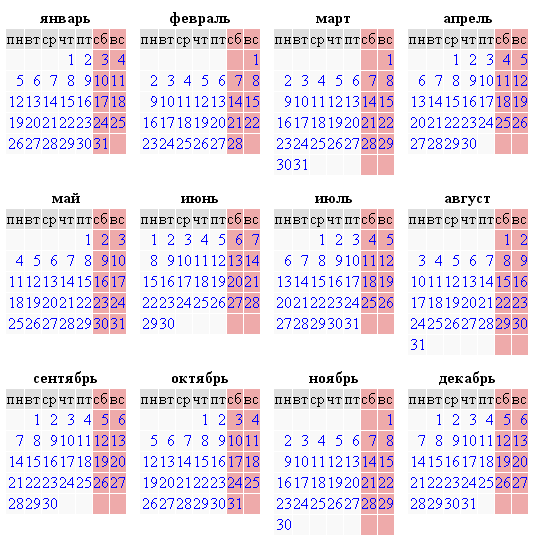 январь февраль март апрель
пн вт ср чт пт сб вс пн вт ср чт пт сб вс пн вт ср чт пт сб вс пн вт ср чт пт сб вс
1 2 3 4 1 1 1 2 3 4 5
5 6 7 8 9 10 11 2 3 4 5 6 7 8 2 3 4 5 6 7 8 6 7 8 9 10 11 12
12 13 14 15 16 17 18 9 10 11 12 13 14 15 9 10 11 12 13 14 15 13 14 15 16 17 18 19
19 20 21 22 23 24 25 16 17 18 19 20 21 22 16 17 18 19 20 21 22 20 21 22 23 24 25 26
26 27 28 29 30 31 23 24 25 26 27 28 23 24 25 26 27 28 29 27 28 29 30
30 31
май июнь июль август
пн вт ср чт пт сб вс пн вт ср чт пт сб вс пн вт ср чт пт сб вс пн вт ср чт пт сб вс
1 2 3 1 2 3 4 5 6 7 1 2 3 4 5 1 2
4 5 6 7 8 9 10 8 9 10 11 12 13 14 6 7 8 9 10 11 12 3 4 5 6 7 8 9
11 12 13 14 15 16 17 15 16 17 18 19 20 21 13 14 15 16 17 18 19 10 11 12 13 14 15 16
18 19 20 21 22 23 24 22 23 24 25 26 27 28 20 21 22 23 24 25 26 17 18 19 20 21 22 23
25 26 27 28 29 30 31 29 30 27 28 29 30 31 24 25 26 27 28 29 30
31
сентябрь октябрь ноябрь декабрь
пн вт ср чт пт сб вс пн вт ср чт пт сб вс пн вт ср чт пт сб вс пн вт ср чт пт сб вс
1 2 3 4 5 6 1 2 3 4 1 1 2 3 4 5 6
7 8 9 10 11 12 13 5 6 7 8 9 10 11 2 3 4 5 6 7 8 7 8 9 10 11 12 13
14 15 16 17 18 19 20 12 13 14 15 16 17 18 9 10 11 12 13 14 15 14 15 16 17 18 19 20
21 22 23 24 25 26 27 19 20 21 22 23 24 25 16 17 18 19 20 21 22 21 22 23 24 25 26 27
28 29 30 26 27 28 29 30 31 23 24 25 26 27 28 29 28 29 30 31
30